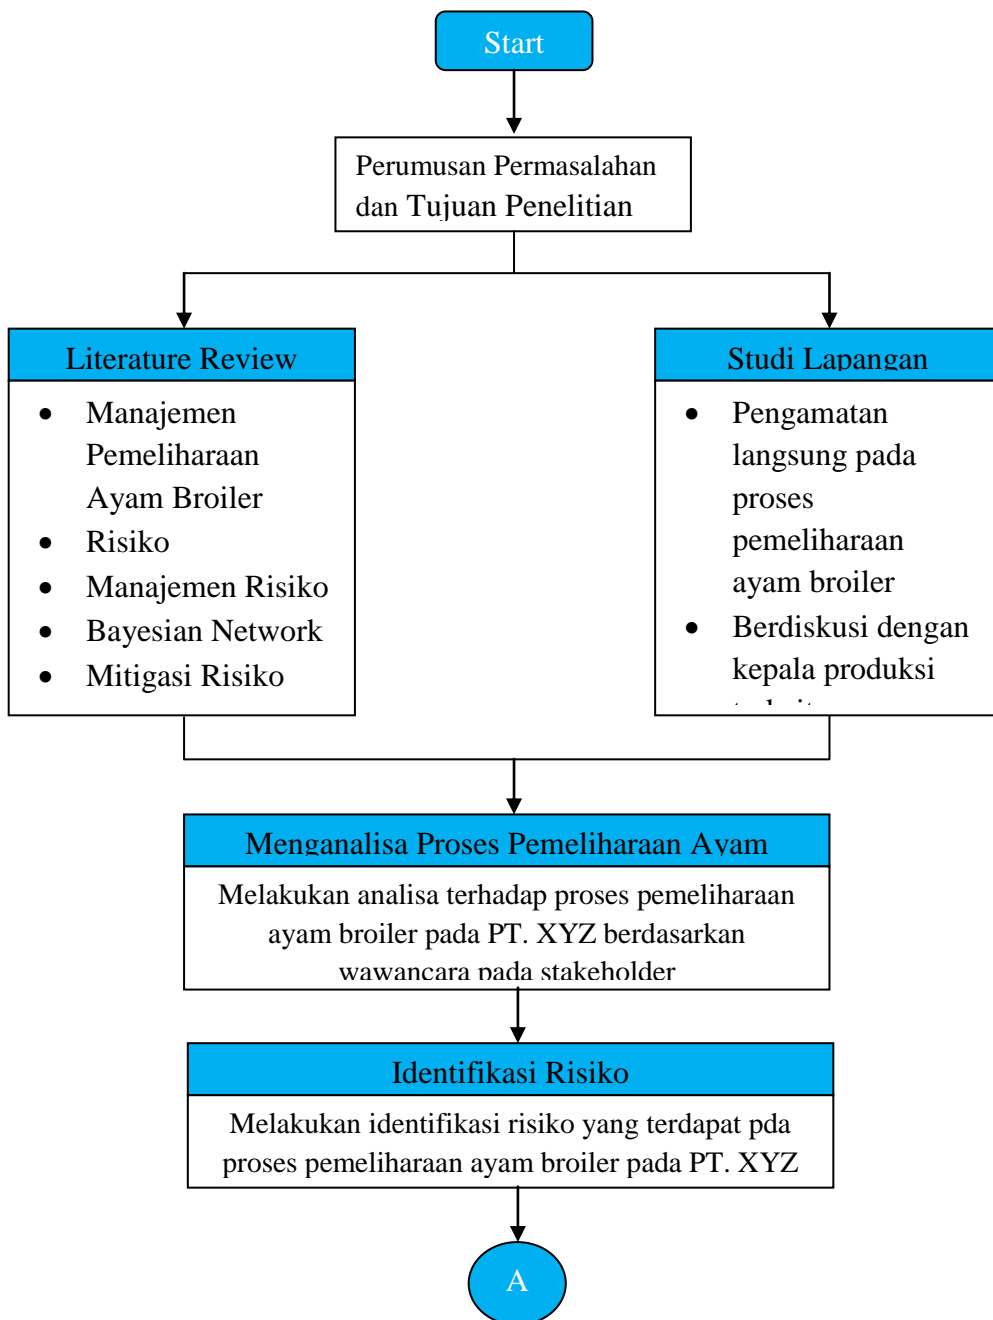 Start
Perumusan Permasalahan
dan Tujuan Penelitian
Literature Review
• Manajemen
Pemeliharaan
Ayam Broiler
• Risiko
• Manajemen Risiko
• Bayesian Network
• Mitigasi Risiko
Studi Lapangan
• Pengamatan
langsung pada
proses
pemeliharaan
ayam broiler
• Berdiskusi dengan
kepala produksi
Menganalisa Proses Pemeliharaan Ayam
Melakukan analisa terhadap proses pemeliharaan
ayam broiler pada PT. XYZ berdasarkan
wawancara pada stakeholder
Identifikasi Risiko
Melakukan identifikasi risiko yang terdapat pda
proses pemeliharaan ayam broiler pada PT. XYZ
A